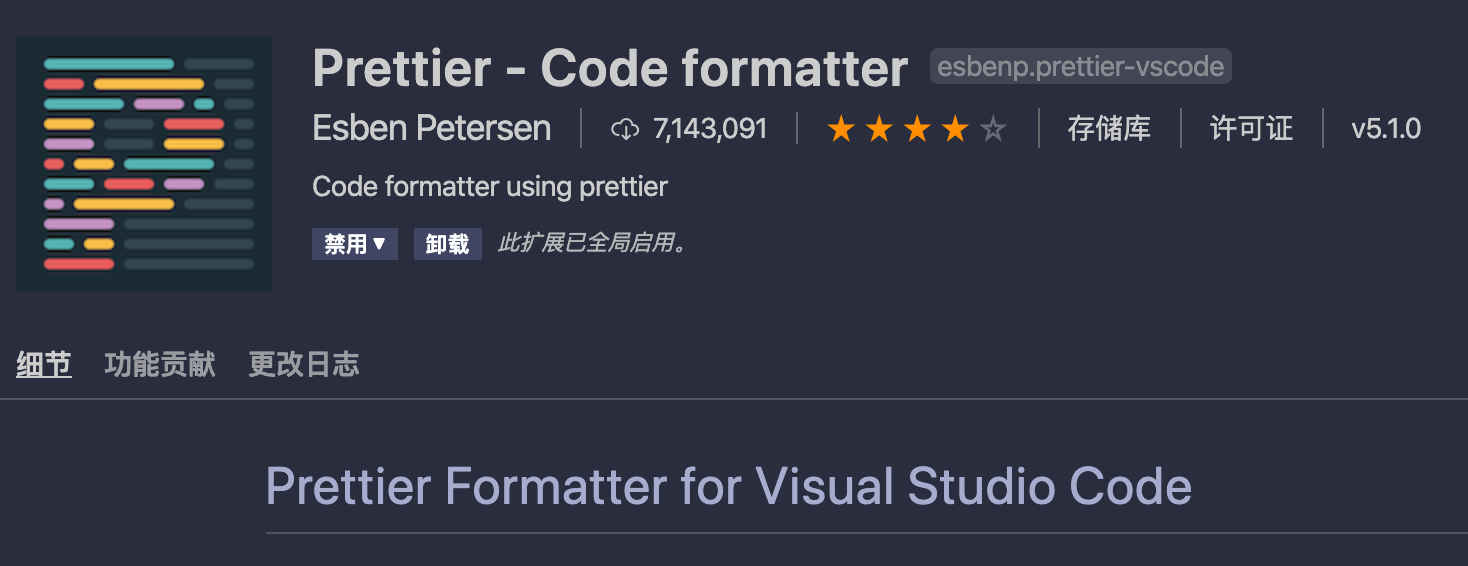 Prettier - Code formatter esbenp.prettier-vscode
Esben Petersen 7,143,091 存储库 许可证 v5.1.0
Code formatter using prettier
禁用 卸载 此扩展已全局启用。
细节 功能贡献 更改日志
Prettier Formatter for Visual Studio Code